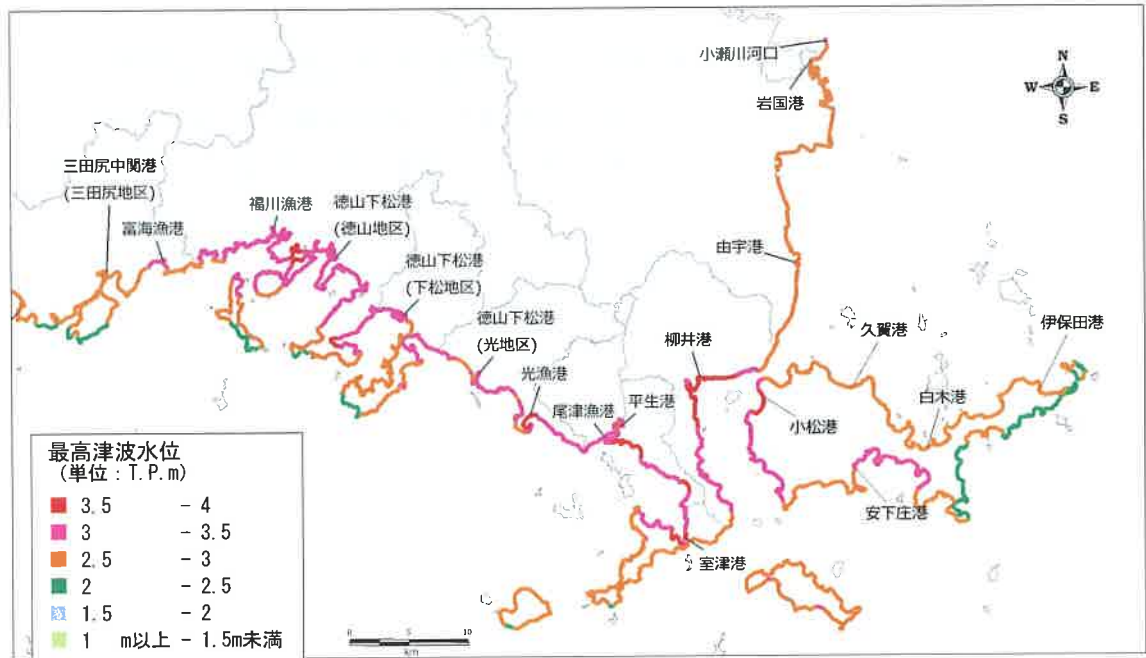 小瀬川河口
N
W E
S
岩国港
三田尻中関港
(三田尻地区)
富海漁港
福川漁港
徳山下松港
(徳山地区)
徳山下松港
(下松地区)
徳山下松港
(光地区)
光漁港
尾津漁港
平生港
柳井港
由宇港
久賀港
伊保田港
白木港
小松港
安下庄港
室津港
最高津波水位
(単位:T.P.m)
3.5 - 4
3 - 3.5
2.5 - 3
2 - 2.5
1.5 - 2
1 m以上 - 1.5m未満
0 5 10
km